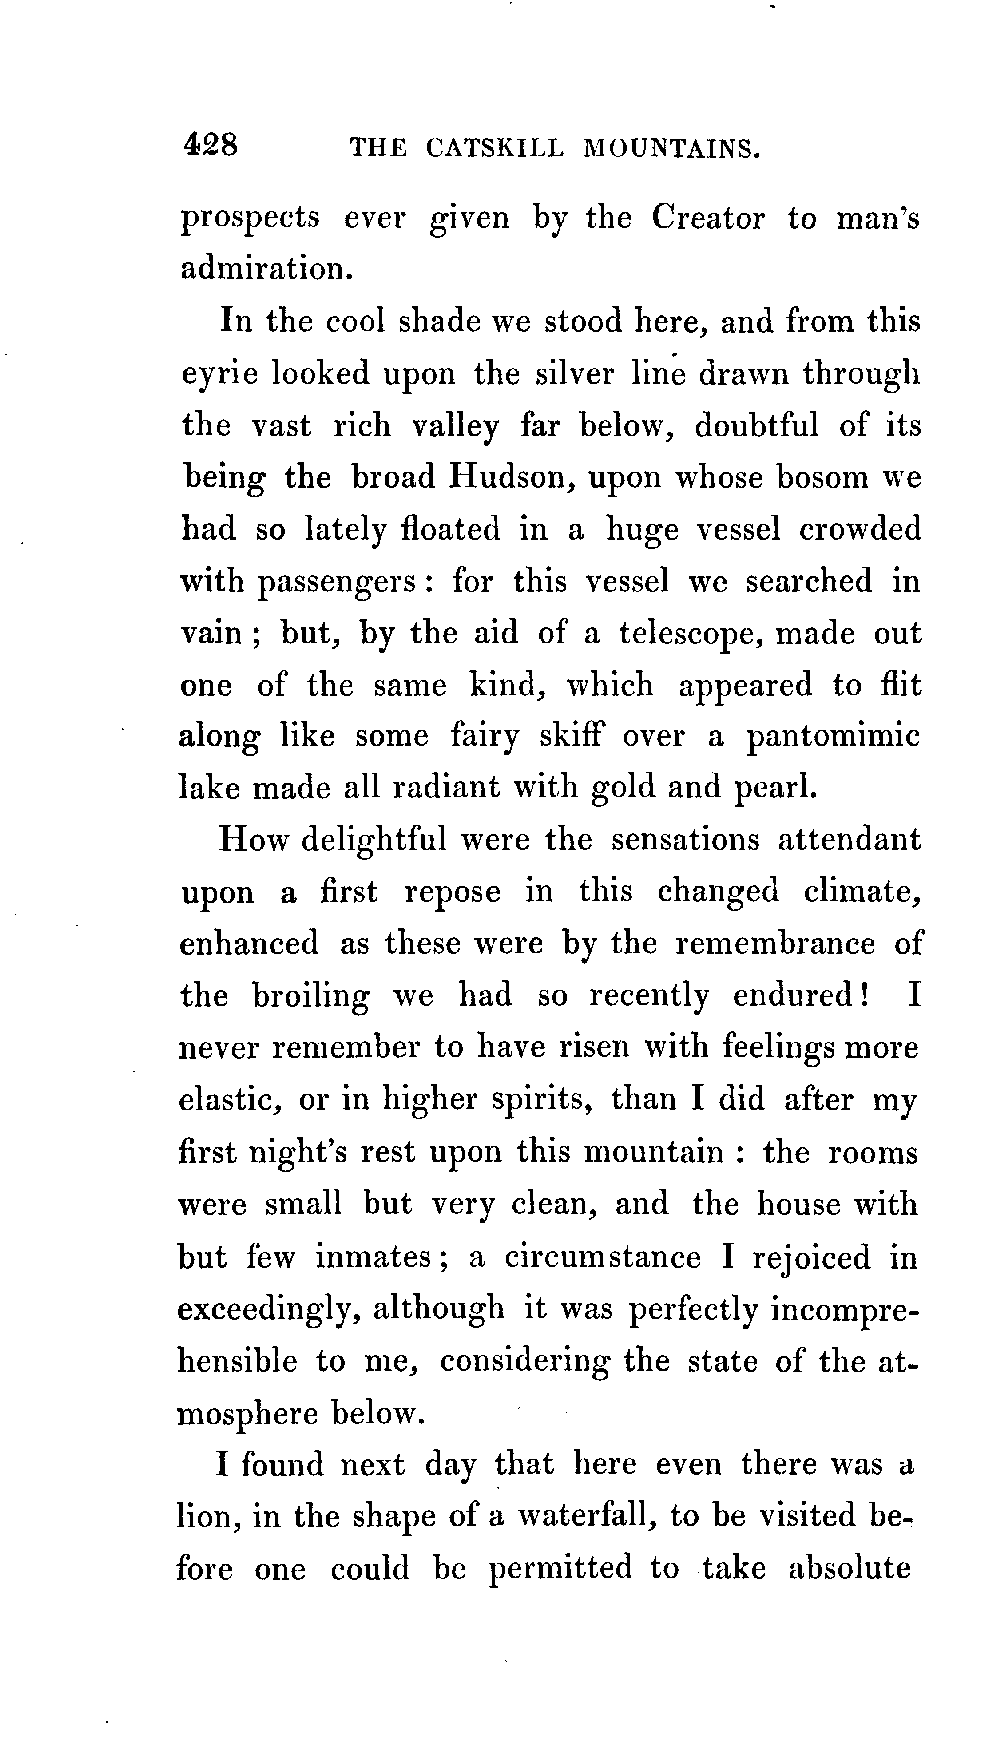 428 THE CATSKILL MOUNTAINS.
prospects ever given by the Creator to man's
admiration.
In the cool shade we stood here, and from this
eyrie looked upon the silver line drawn through
the vast rich valley far below, doubtful of its
being the broad Hudson, upon whose bosom we
had so lately floated in a huge vessel crowded
with passengers : for this vessel we searched in
vain ; but, by the aid of a telescope, made out
one of the same kind, which appeared to flit
along like some fairy skiff over a pantomimic
lake made all radiant with gold and pearl.
How delightful were the sensations attendant
upon a first repose in this changed climate,
enhanced as these were by the remembrance of
the broiling we had so recently endured! I
never remember to have risen with feelings more
elastic, or in higher spirits, than I did after my
first night's rest upon this mountain : the rooms
were small but very clean, and the house with
but few inmates ; a circumstance I rejoiced in
exceedingly, although it was perfectly incompre-
hensible to me, considering the state of the at-
mosphere below.
I found next day that here even there was a
lion, in the shape of a waterfall, to be visited be-
fore one could be permitted to take absolute